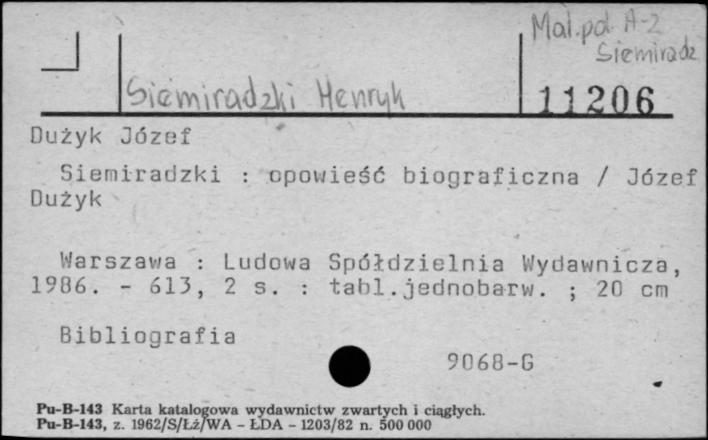 Mal.pol. A-2
Siemiradz
Siemiradzki Henryk
11206
Dużyk Józef
Siemiradzki : opowieść biograficzna / Józef
Dużyk
Warszawa : Ludowa Spółdzielnia Wydawnicza,
1986. - 613, 2 s. : tabl.jednobarw. ; 20 cm
Bibliografia
9068-G
Pu-B-143 Karta katalogowa wydawnictw zwartych i ciągłych.
Pu-B-143, z. 1962/S/Łż/WA - ŁDA - 1203/82 n. 500 000